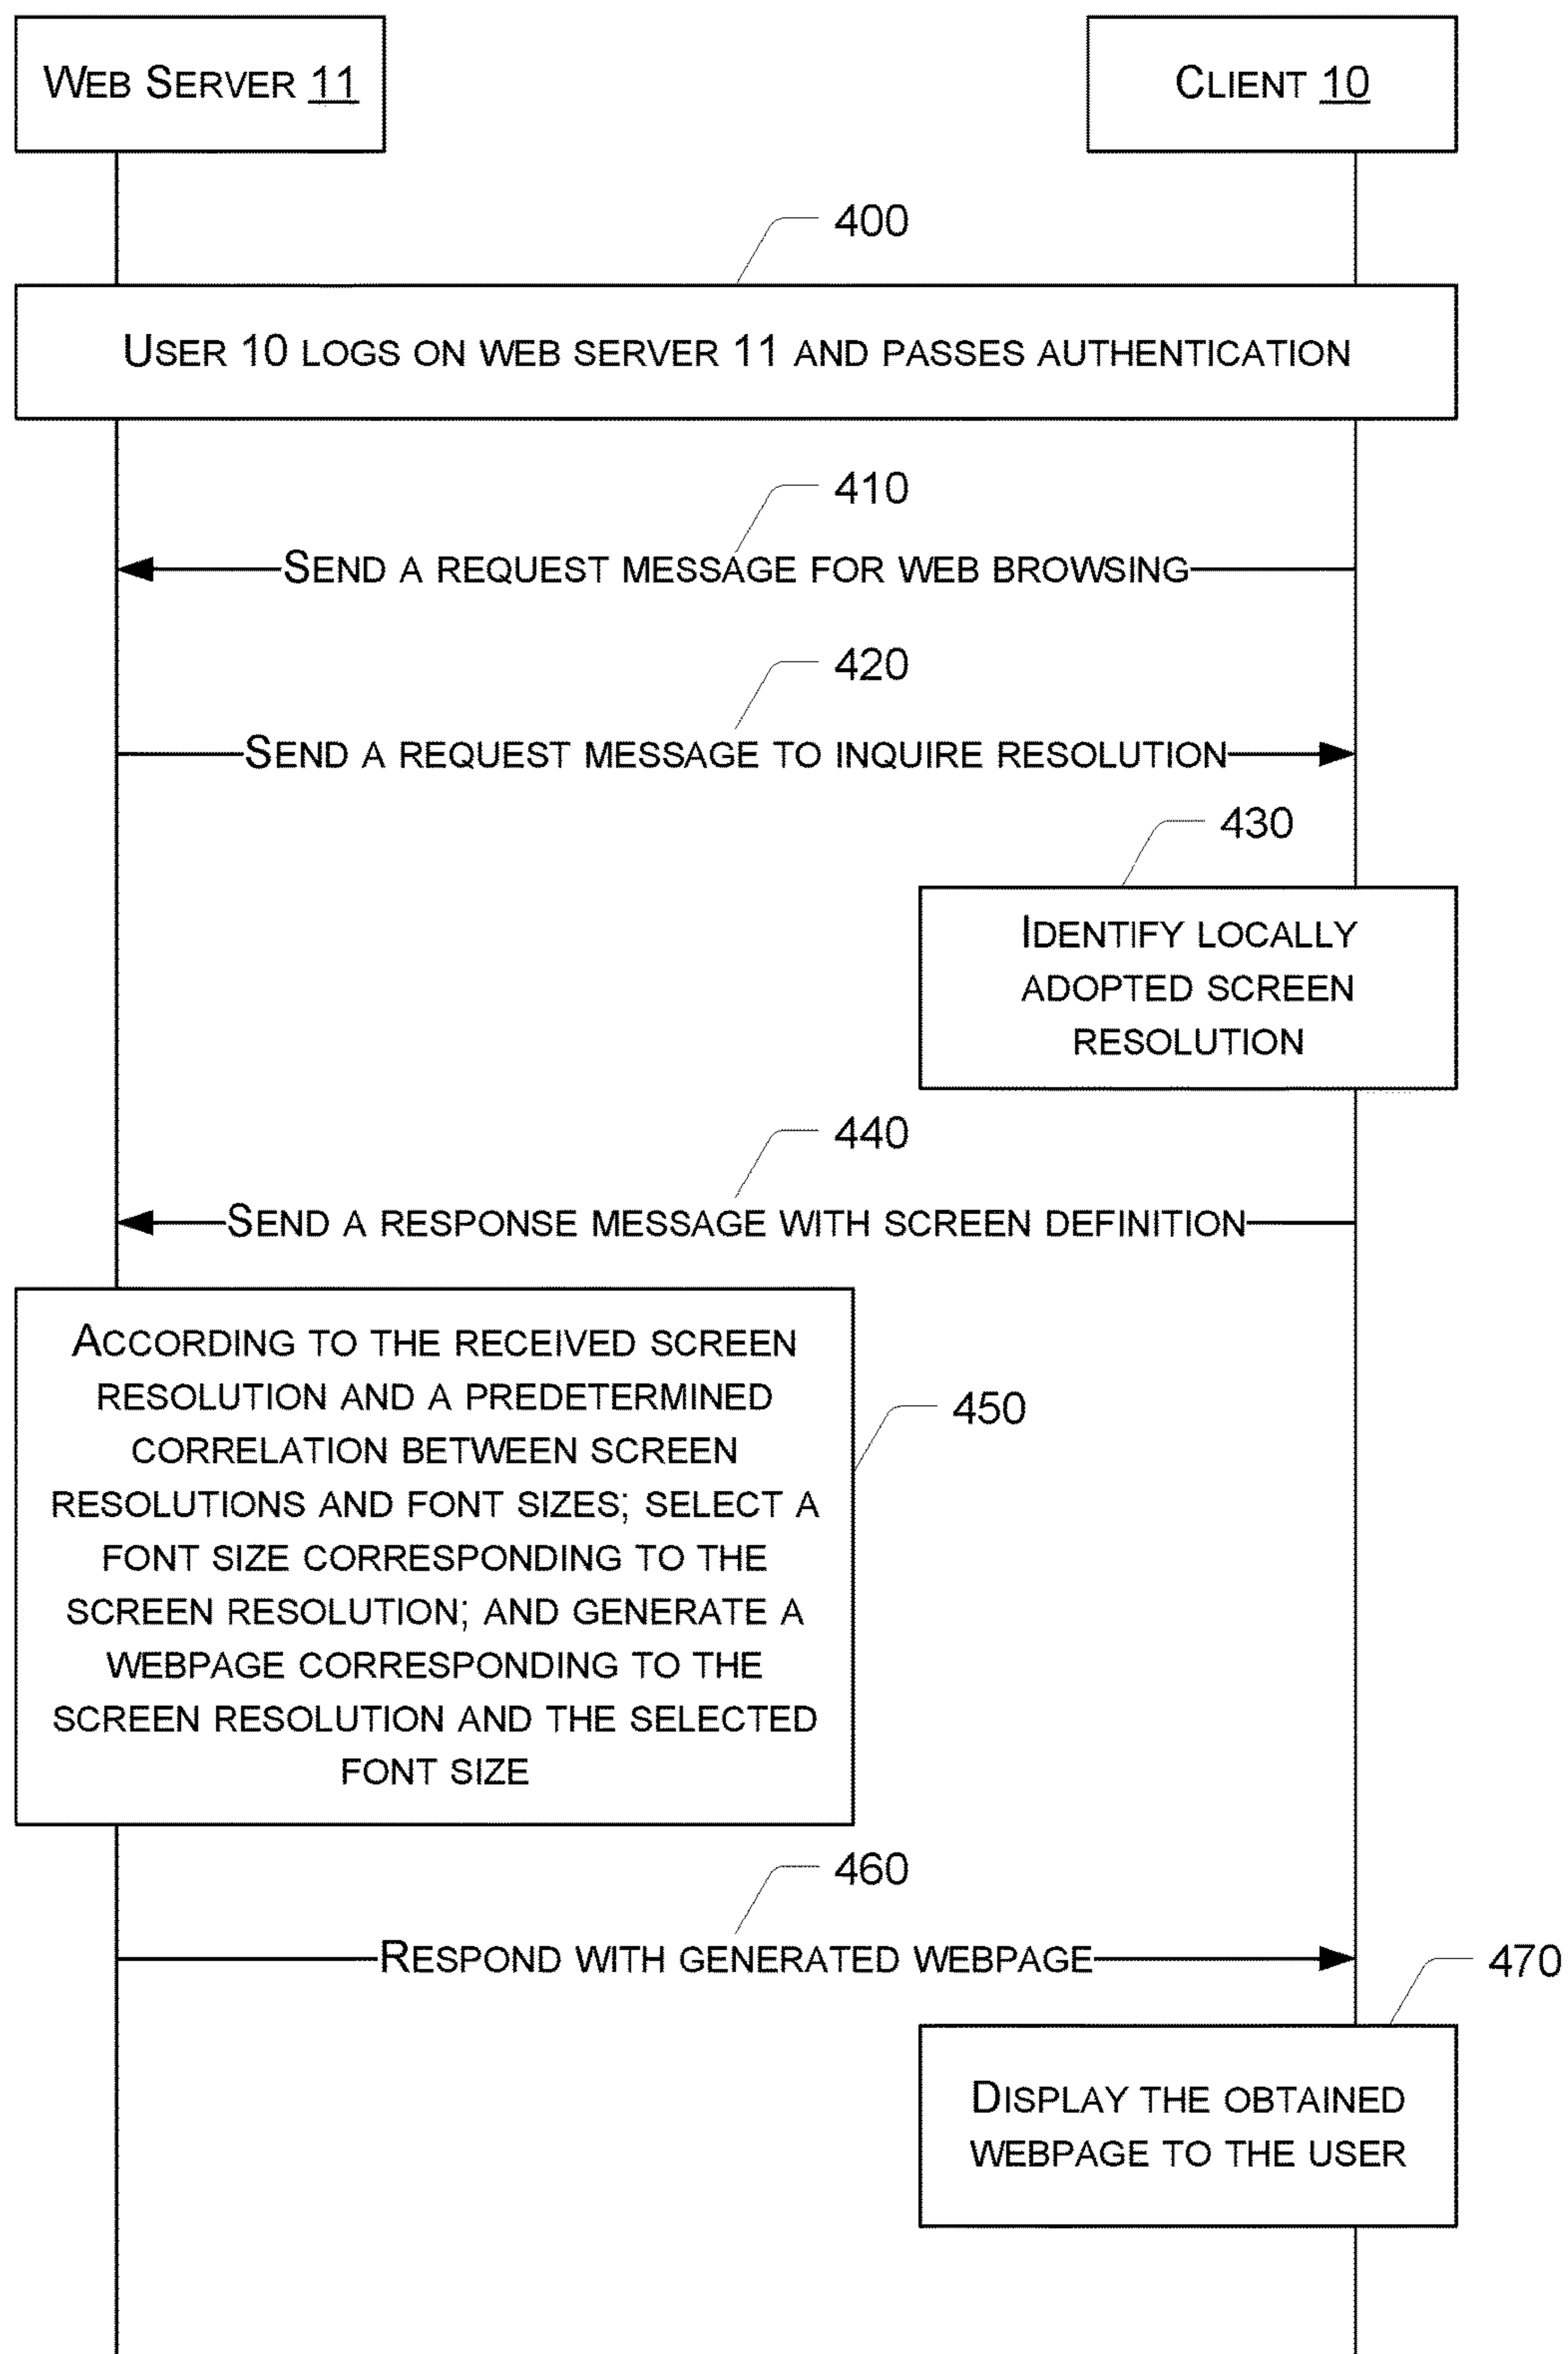 WEB SERVER 11
CLIENT 10
400
USER 10 LOGS ON WEB SERVER 11 AND PASSES AUTHENTICATION
410
SEND A REQUEST MESSAGE FOR WEB BROWSING
420
SEND A REQUEST MESSAGE TO INQUIRE RESOLUTION
430
IDENTIFY LOCALLY
ADOPTED SCREEN
RESOLUTION
440
SEND A RESPONSE MESSAGE WITH SCREEN DEFINITION
ACCORDING TO THE RECEIVED SCREEN
RESOLUTION AND A PREDETERMINED
CORRELATION BETWEEN SCREEN
RESOLUTIONS AND FONT SIZES; SELECT A
FONT SIZE CORRESPONDING TO THE
SCREEN RESOLUTION; AND GENERATE A
WEBPAGE CORRESPONDING TO THE
SCREEN RESOLUTION AND THE SELECTED
FONT SIZE
450
460
RESPOND WITH GENERATED WEBPAGE
470
DISPLAY THE OBTAINED
WEBPAGE TO THE USER